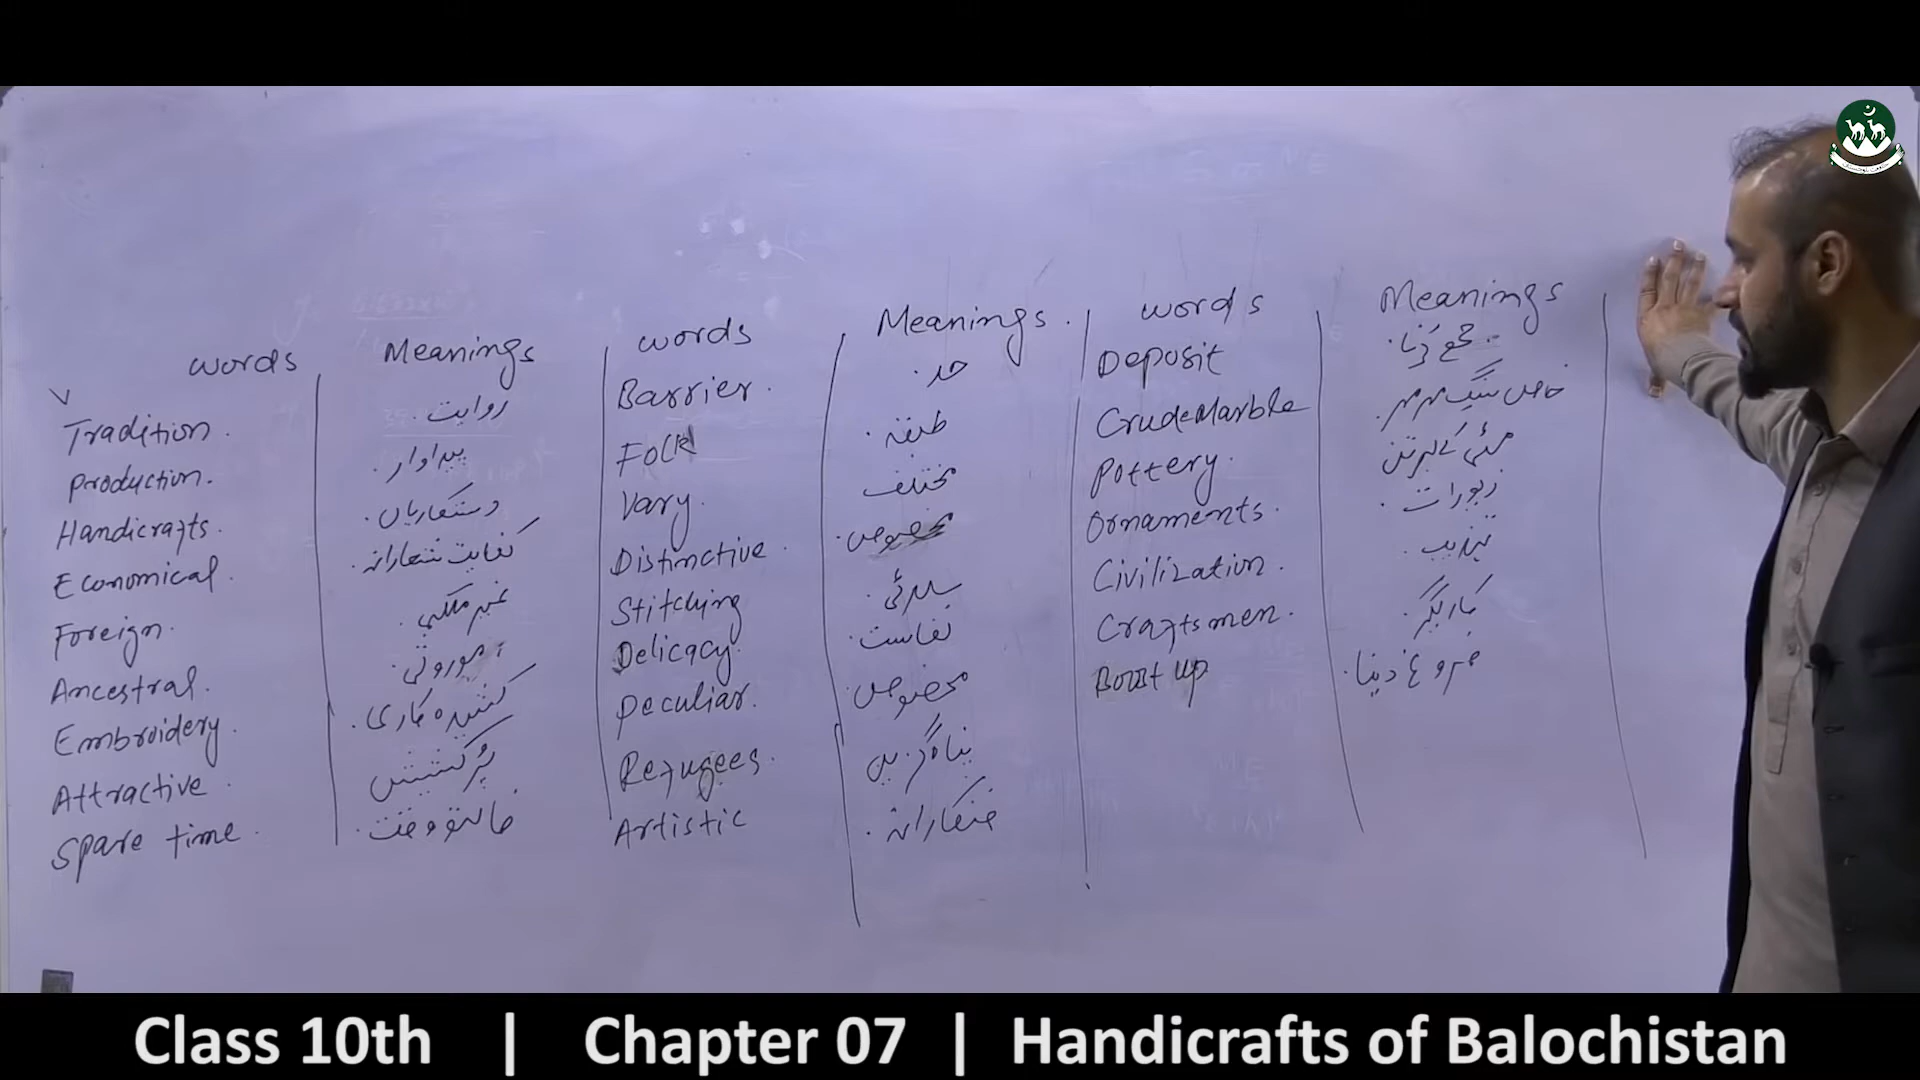 words Meanings words Meanings. words Meanings
Tradition. روایت. Barrier. حد. Deposit جمع کرنا.
Production. پیداوار. Folk طبقہ. Crude Marble خاص سنگ مرمر.
Handicrafts. دستکاریاں. Vary. مختلف Pottery. مٹی کے برتن
Economical. کفایت شعارانہ. Distinctive. مخصوص. Ornaments. زیورات.
Foreign. غیر ملکی. Stitching سلائی. Civilization. تہذیب.
Ancestral. موروثی. Delicacy. نفاست. Craftsmen. کاریگر.
Embroidery. کشیدہ کاری. Peculiar. مخصوص. Boost up فروغ دینا.
Attractive. پُر کشش Refugees. پناہ گزین.
Spare time. فالتو وقت. Artistic فنکارانہ.
Class 10th | Chapter 07 | Handicrafts of Balochistan